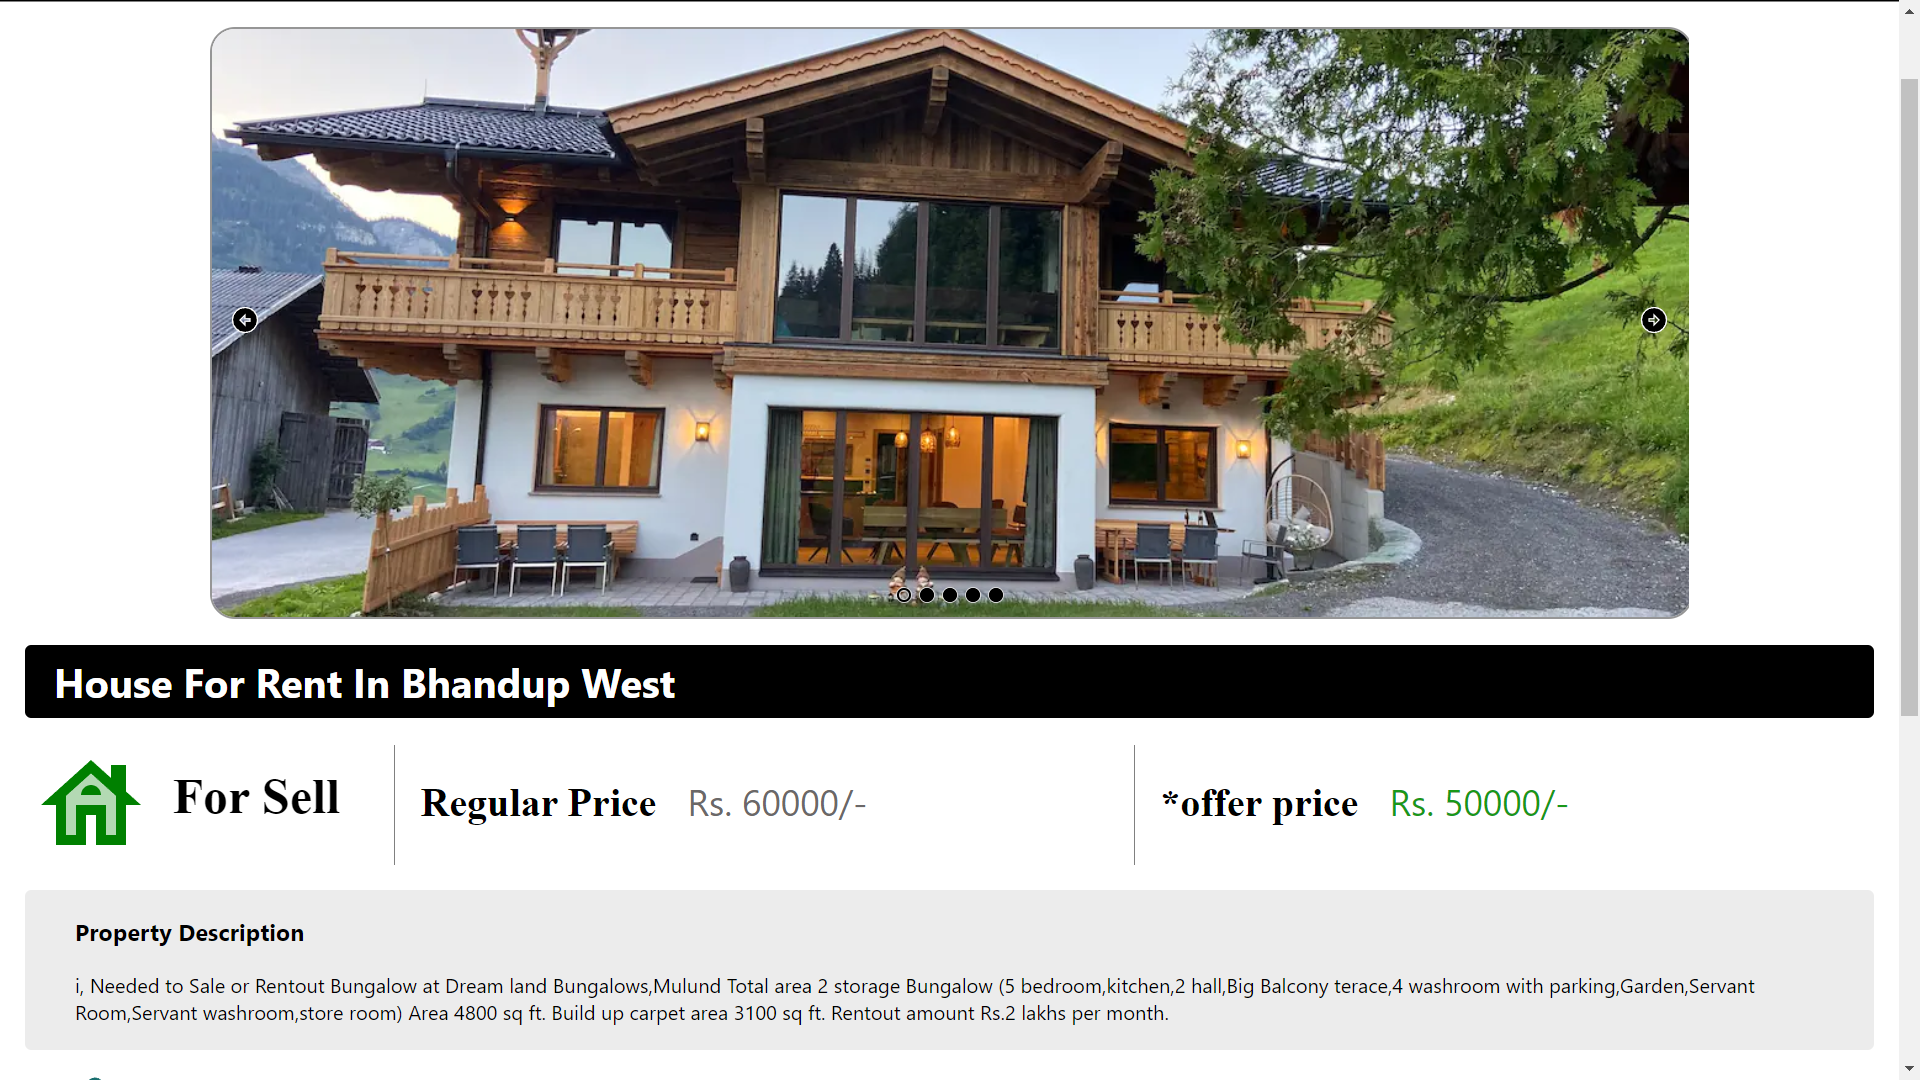 House For Rent In Bhandup West
For Sell
Regular Price Rs. 60000/-
*offer price Rs. 50000/-
Property Description
i, Needed to Sale or Rentout Bungalow at Dream land Bungalows,Mulund Total area 2 storage Bungalow (5 bedroom,kitchen,2 hall,Big Balcony terace,4 washroom with parking,Garden,Servant
Room,Servant washroom,store room) Area 4800 sq ft. Build up carpet area 3100 sq ft. Rentout amount Rs.2 lakhs per month.